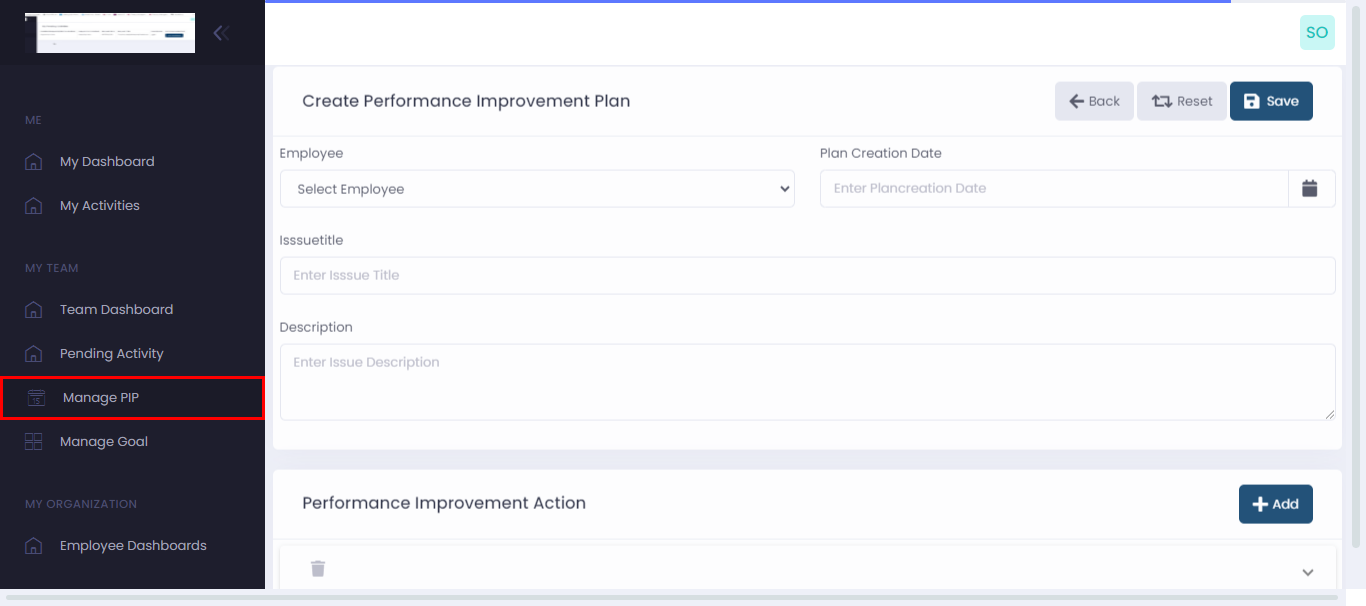 SO
Create Performance Improvement Plan
Back
Reset
Save
ME
My Dashboard
My Activities
MY TEAM
Team Dashboard
Pending Activity
Manage PIP
Manage Goal
MY ORGANIZATION
Employee Dashboards
Employee
Plan Creation Date
Select Employee
Enter Plancreation Date
Isssuetitle
Enter Isssue Title
Description
Enter Issue Description
Performance Improvement Action
Add